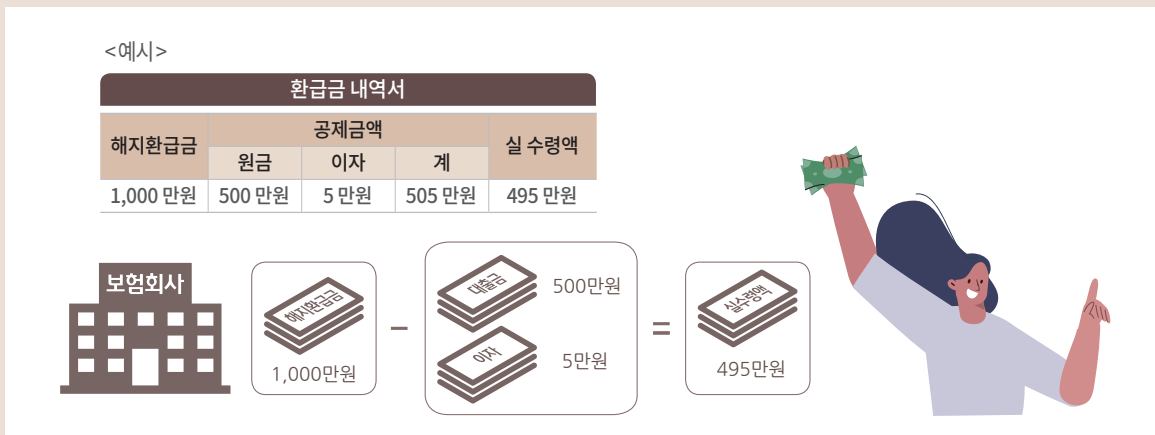 <예시>
환급금 내역서
해지환급금 공제금액 실 수령액
원금 이자 계
1,000 만원 500 만원 5 만원 505 만원 495 만원
보험회사
해지환급금
1,000만원
–
대출금 500만원
이자 5만원
=
실수령액
495만원